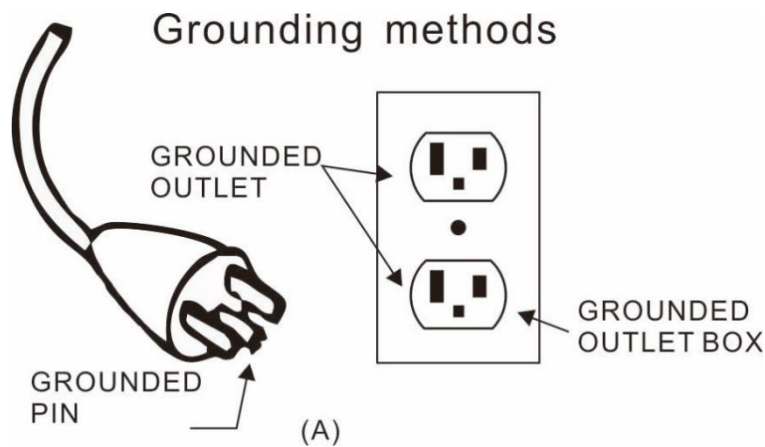 Grounding methods
GROUNDED
OUTLET
GROUNDED
OUTLET BOX
GROUNDED
PIN
(A)